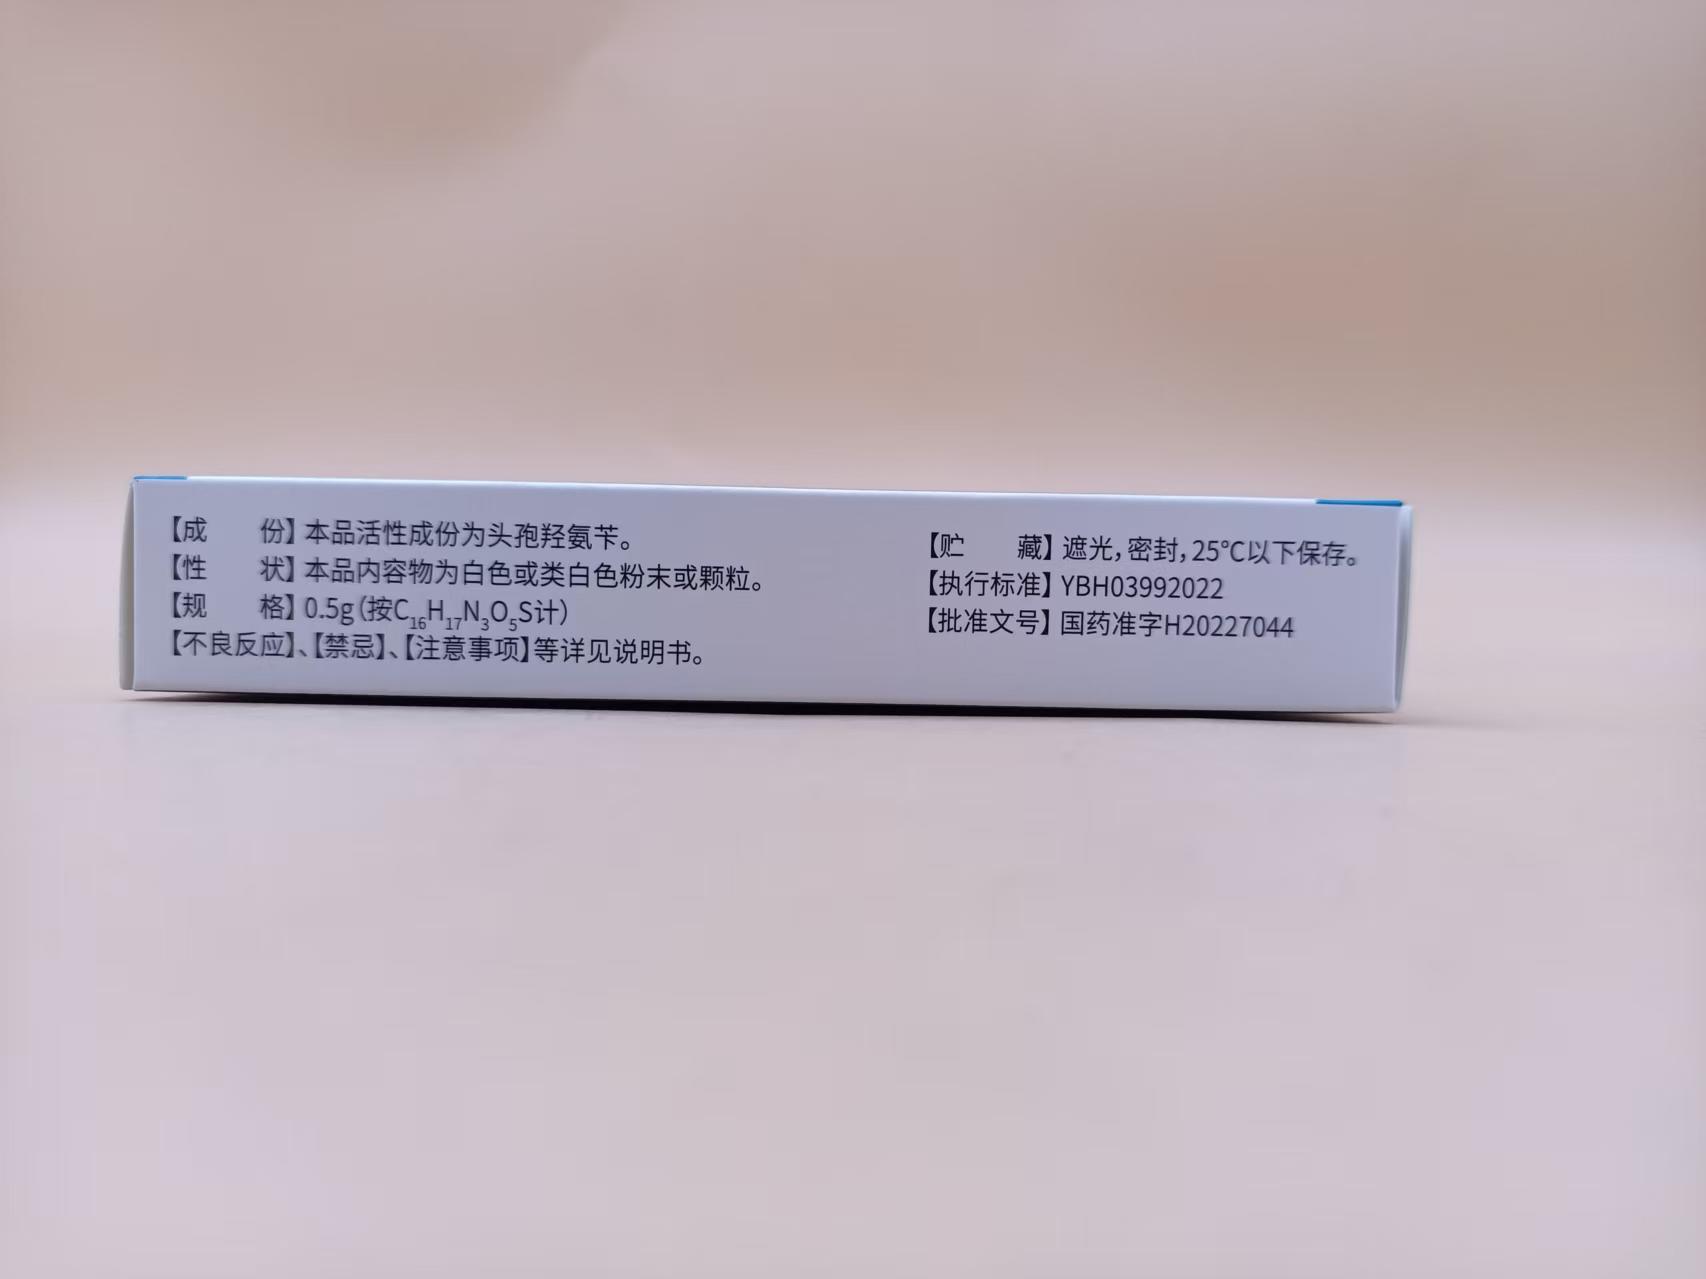 【成　　份】本品活性成份为头孢羟氨苄。
【性　　状】本品内容物为白色或类白色粉末或颗粒。
【规　　格】0.5g（按C₁₆H₁₇N₃O₅S计）
【不良反应】、【禁忌】、【注意事项】等详见说明书。
【贮　　藏】遮光，密封，25℃以下保存。
【执行标准】YBH03992022
【批准文号】国药准字H20227044